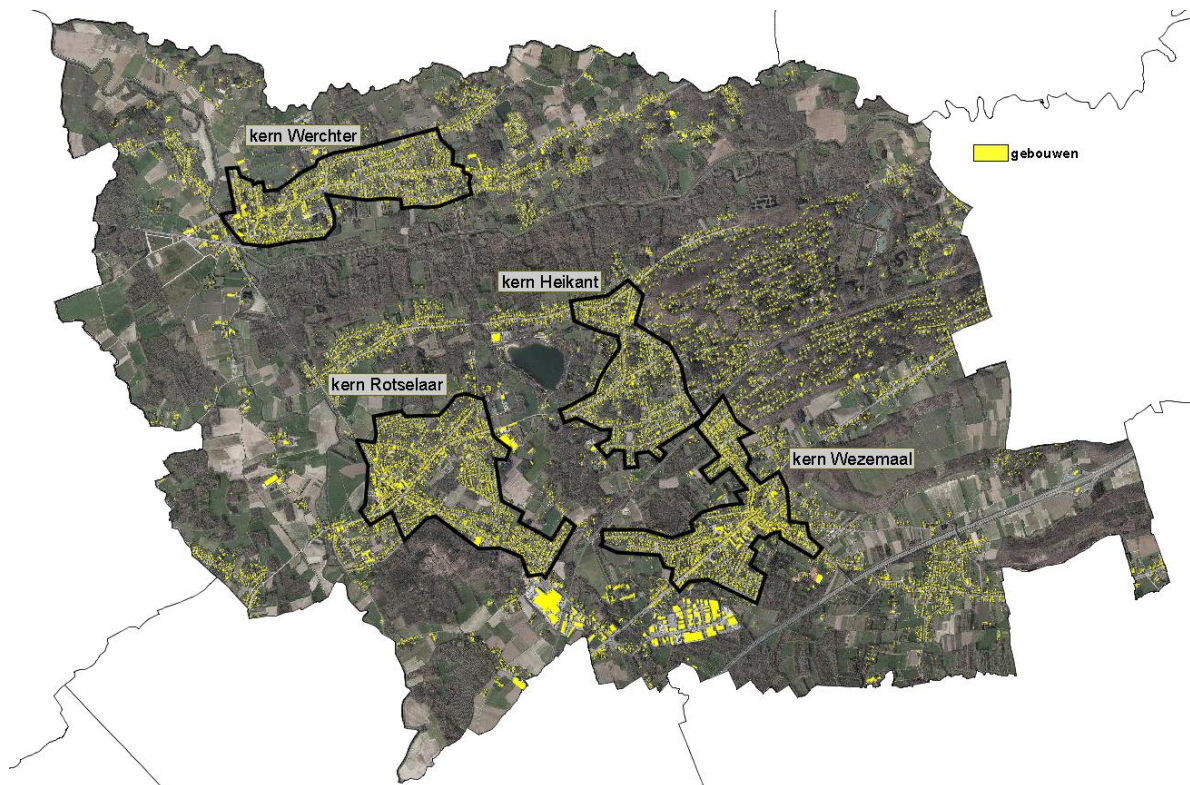 kern Werchter
gebouwen
kern Heikant
kern Rotselaar
kern Wezemaal